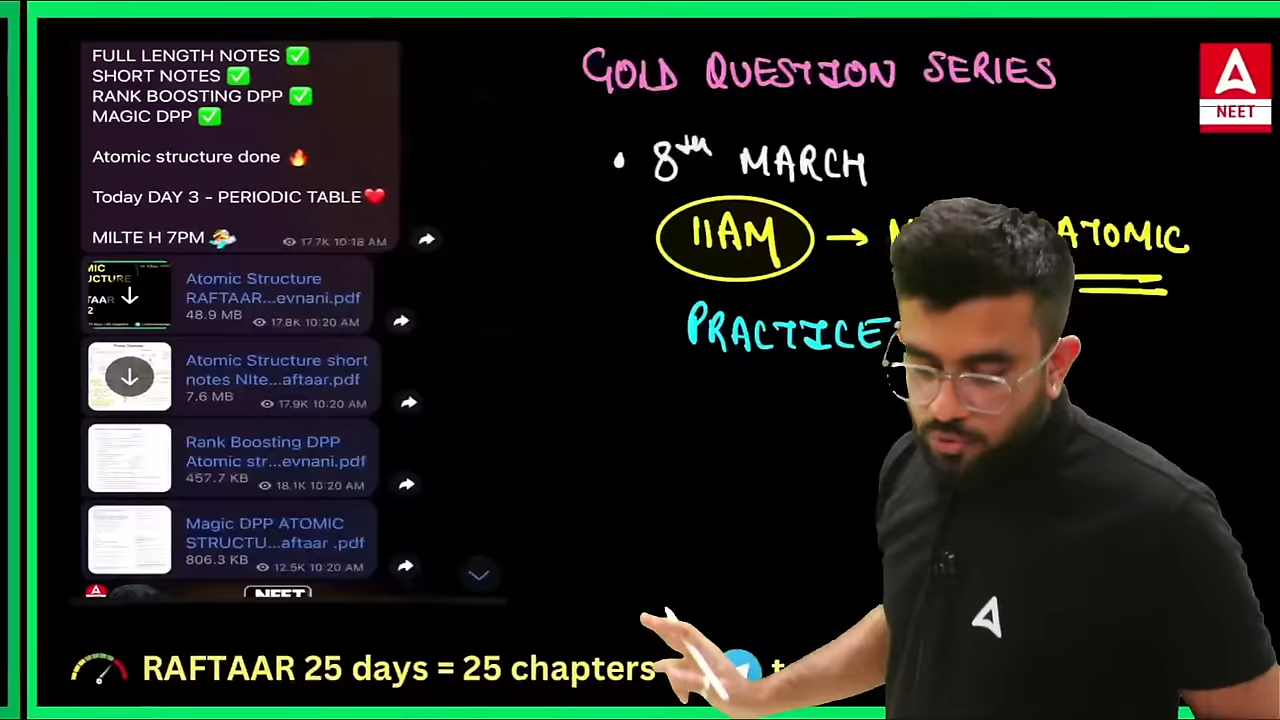 FULL LENGTH NOTES ✅
SHORT NOTES ✅
RANK BOOSTING DPP ✅
MAGIC DPP ✅
Atomic structure done 🔥
Today DAY 3 - PERIODIC TABLE❤️
MILTE H 7PM
17.7K 10:18 AM
Atomic Structure
RAFTAAR...evnani.pdf
48.9 MB 17.8K 10:20 AM
Atomic Structure short
notes NIte...aftaar.pdf
7.6 MB 17.9K 10:20 AM
Rank Boosting DPP
Atomic str...evnani.pdf
457.7 KB 18.1K 10:20 AM
Magic DPP ATOMIC
STRUCTU...aftaar .pdf
806.3 KB 12.5K 10:20 AM
NEET
GOLD QUESTION SERIES
• 8th MARCH
11AM → ATOMIC
PRACTICE
NEET
RAFTAAR 25 days = 25 chapters